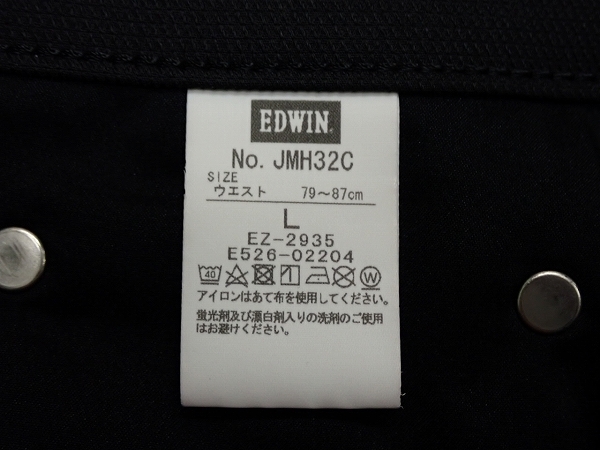 EDWIN
No. JMH32C
SIZE
ウエスト 79～87cm
L
EZ-2935
E526-02204
40 W
アイロンはあて布を使用してください。
蛍光剤及び漂白剤入りの洗剤のご使用
はお避けください。